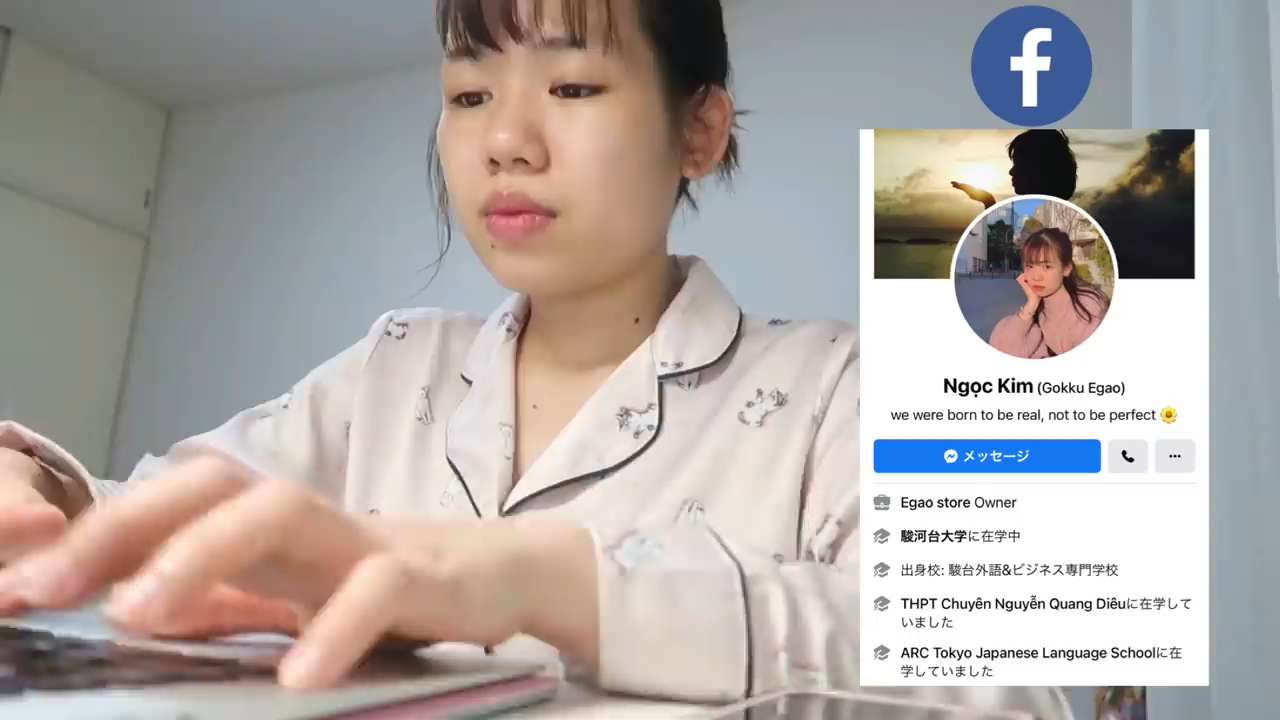 f
Ngọc Kim (Gokku Egao)
we were born to be real, not to be perfect 🌼
メッセージ
Egao store Owner
駿河台大学に在学中
出身校: 駿台外語&ビジネス専門学校
THPT Chuyên Nguyễn Quang Diêuに在学して
いました
ARC Tokyo Japanese Language Schoolに在
学していました